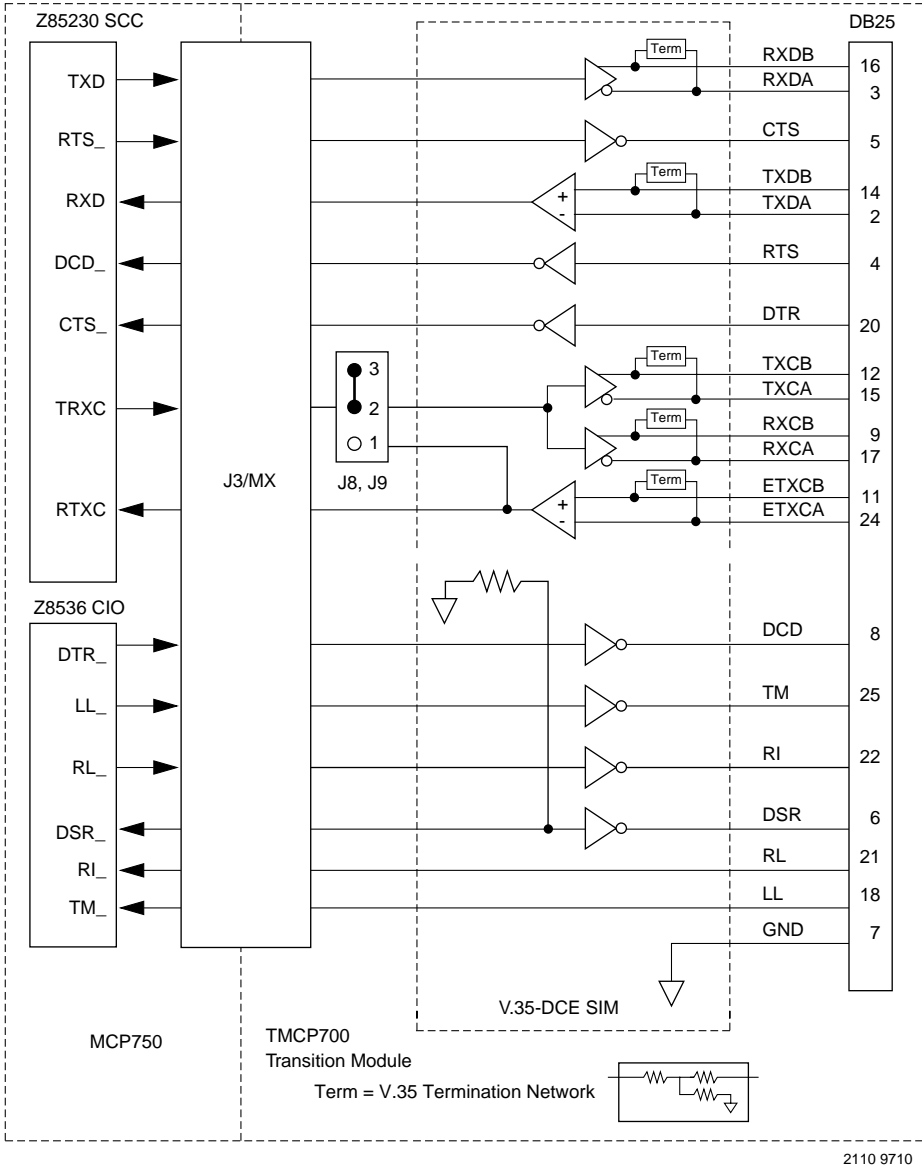 Z85230 SCC
DB25
TXD
Term
RXDB
16
RXDA
3
RTS_
CTS
5
RXD
+
-
Term
TXDB
14
TXDA
2
DCD_
RTS
4
CTS_
DTR
20
TRXC
3
2
1
J8, J9
Term
TXCB
12
TXCA
15
Term
RXCB
9
RXCA
17
J3/MX
RTXC
+
-
Term
ETXCB
11
ETXCA
24
Z8536 CIO
DTR_
DCD
8
LL_
TM
25
RL_
RI
22
DSR_
DSR
6
RI_
RL
21
TM_
LL
18
GND
7
V.35-DCE SIM
MCP750
TMCP700
Transition Module
Term = V.35 Termination Network
2110 9710